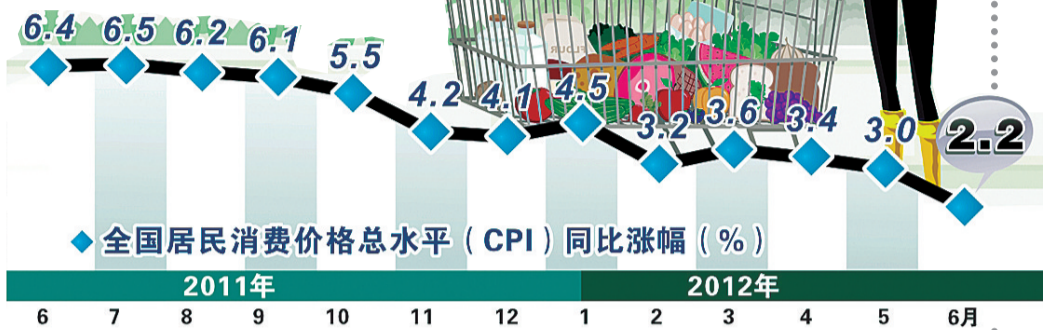 6.4 6.5 6.2 6.1 5.5 4.2 4.1 4.5 3.2 3.6 3.4 3.0 2.2
FLOUR
全国居民消费价格总水平(CPI)同比涨幅(%)
2011年 2012年
6 7 8 9 10 11 12 1 2 3 4 5 6月